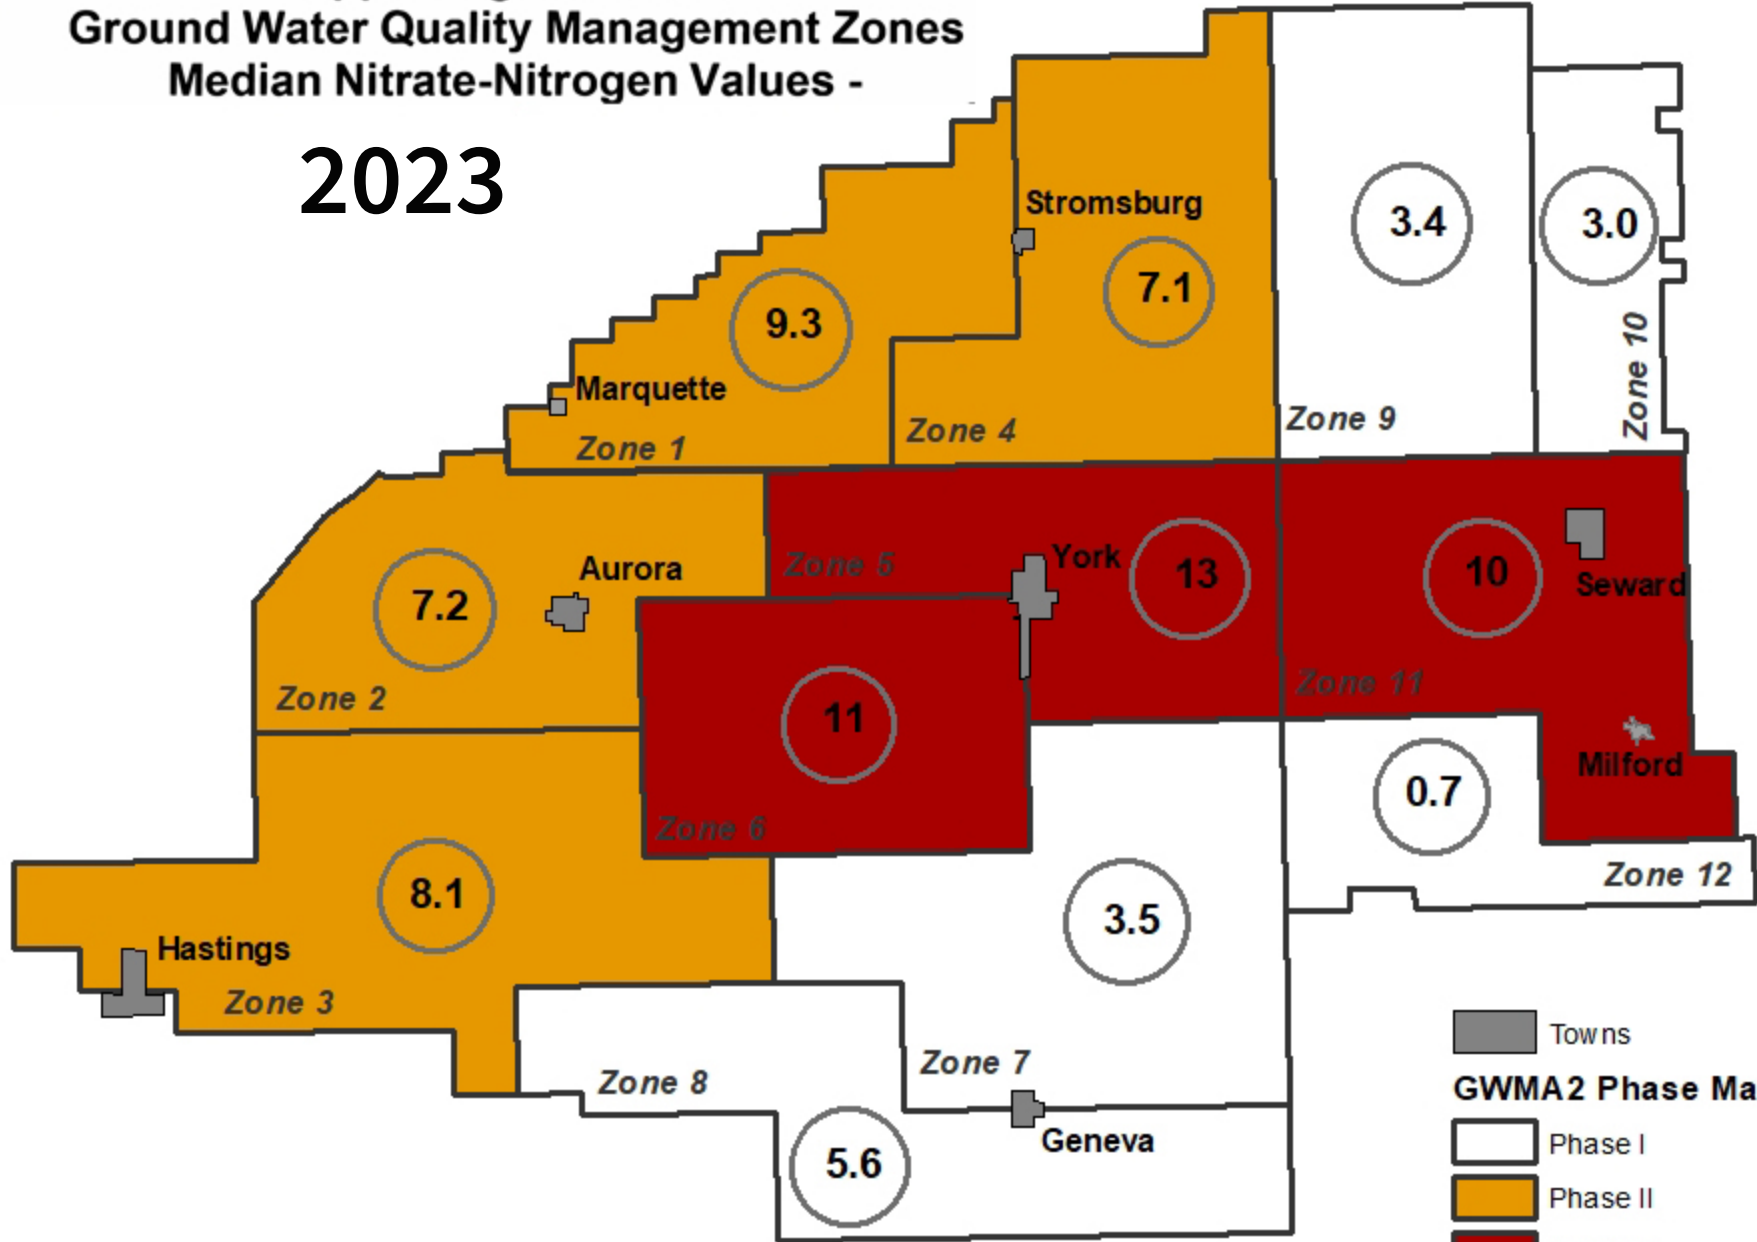 Ground Water Quality Management Zones
Median Nitrate-Nitrogen Values -
2023
Stromsburg
3.4
3.0
7.1
9.3
Zone 10
Marquette
Zone 1
Zone 4
Zone 9
York
Zone 5
13
10
Aurora
Seward
7.2
Zone 2
Zone 11
11
Milford
0.7
Zone 6
Zone 12
8.1
3.5
Hastings
Zone 3
Zone 7
Zone 8
Geneva
5.6
Towns
GWMA2 Phase Ma
Phase I
Phase II